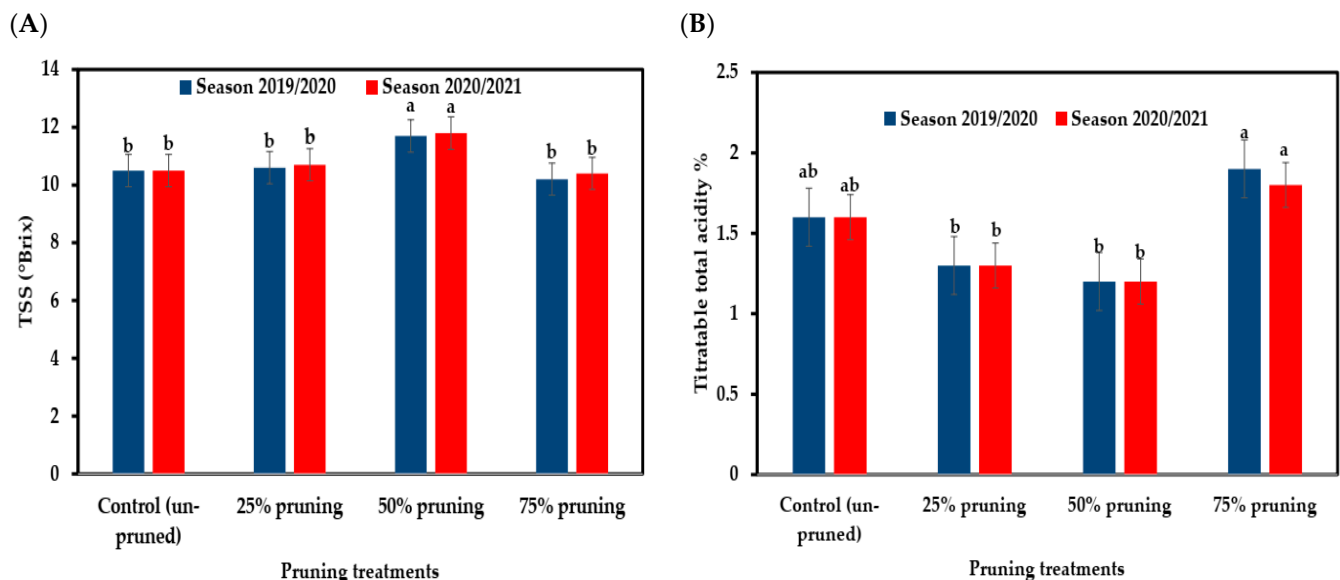 (A)
14
12
10
8
6
4
2
0
TSS (°Brix)
Season 2019/2020 Season 2020/2021
b b b b a a b b
Control (un-
pruned)
25% pruning
50% pruning
75% pruning
Pruning treatments
(B)
2.5
2
1.5
1
0.5
0
Titratable total acidity %
Season 2019/2020 Season 2020/2021
ab ab b b b b a a
Control (un-
pruned)
25% pruning
50% pruning
75% pruning
Pruning treatments